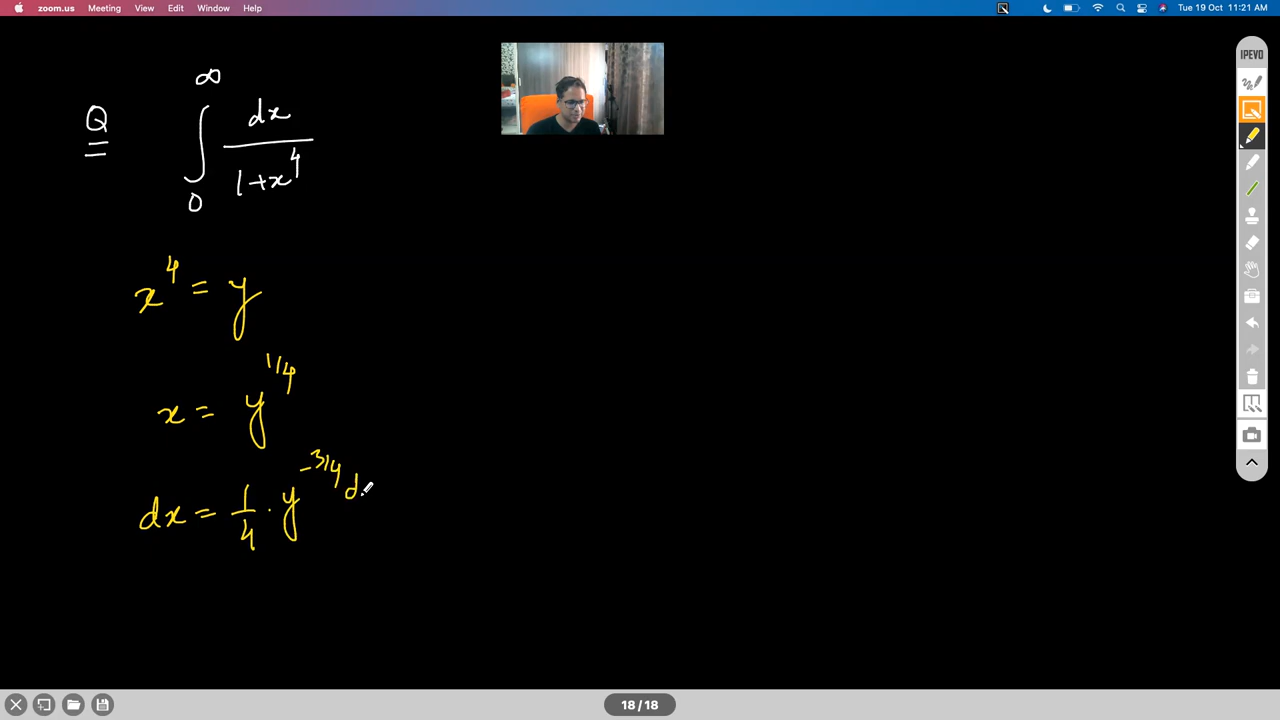 zoom.us Meeting View Edit Window Help Tue 19 Oct 11:21 AM
IPEVO
Q ∫₀^∞ dx/(1+x⁴)
x⁴ = y
x = y^1/4
dx = 1/4 · y^-3/4 d
18/18